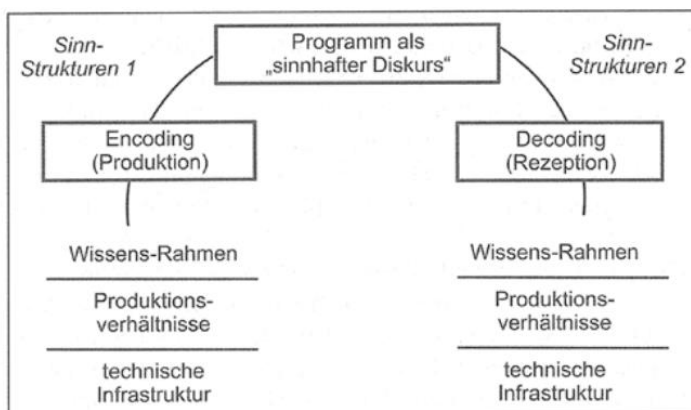 Sinn-
Strukturen 1
Programm als
„sinnhafter Diskurs“
Sinn-
Strukturen 2
Encoding
(Produktion)
Decoding
(Rezeption)
Wissens-Rahmen
Produktions-
verhältnisse
technische
Infrastruktur
Wissens-Rahmen
Produktions-
verhältnisse
technische
Infrastruktur